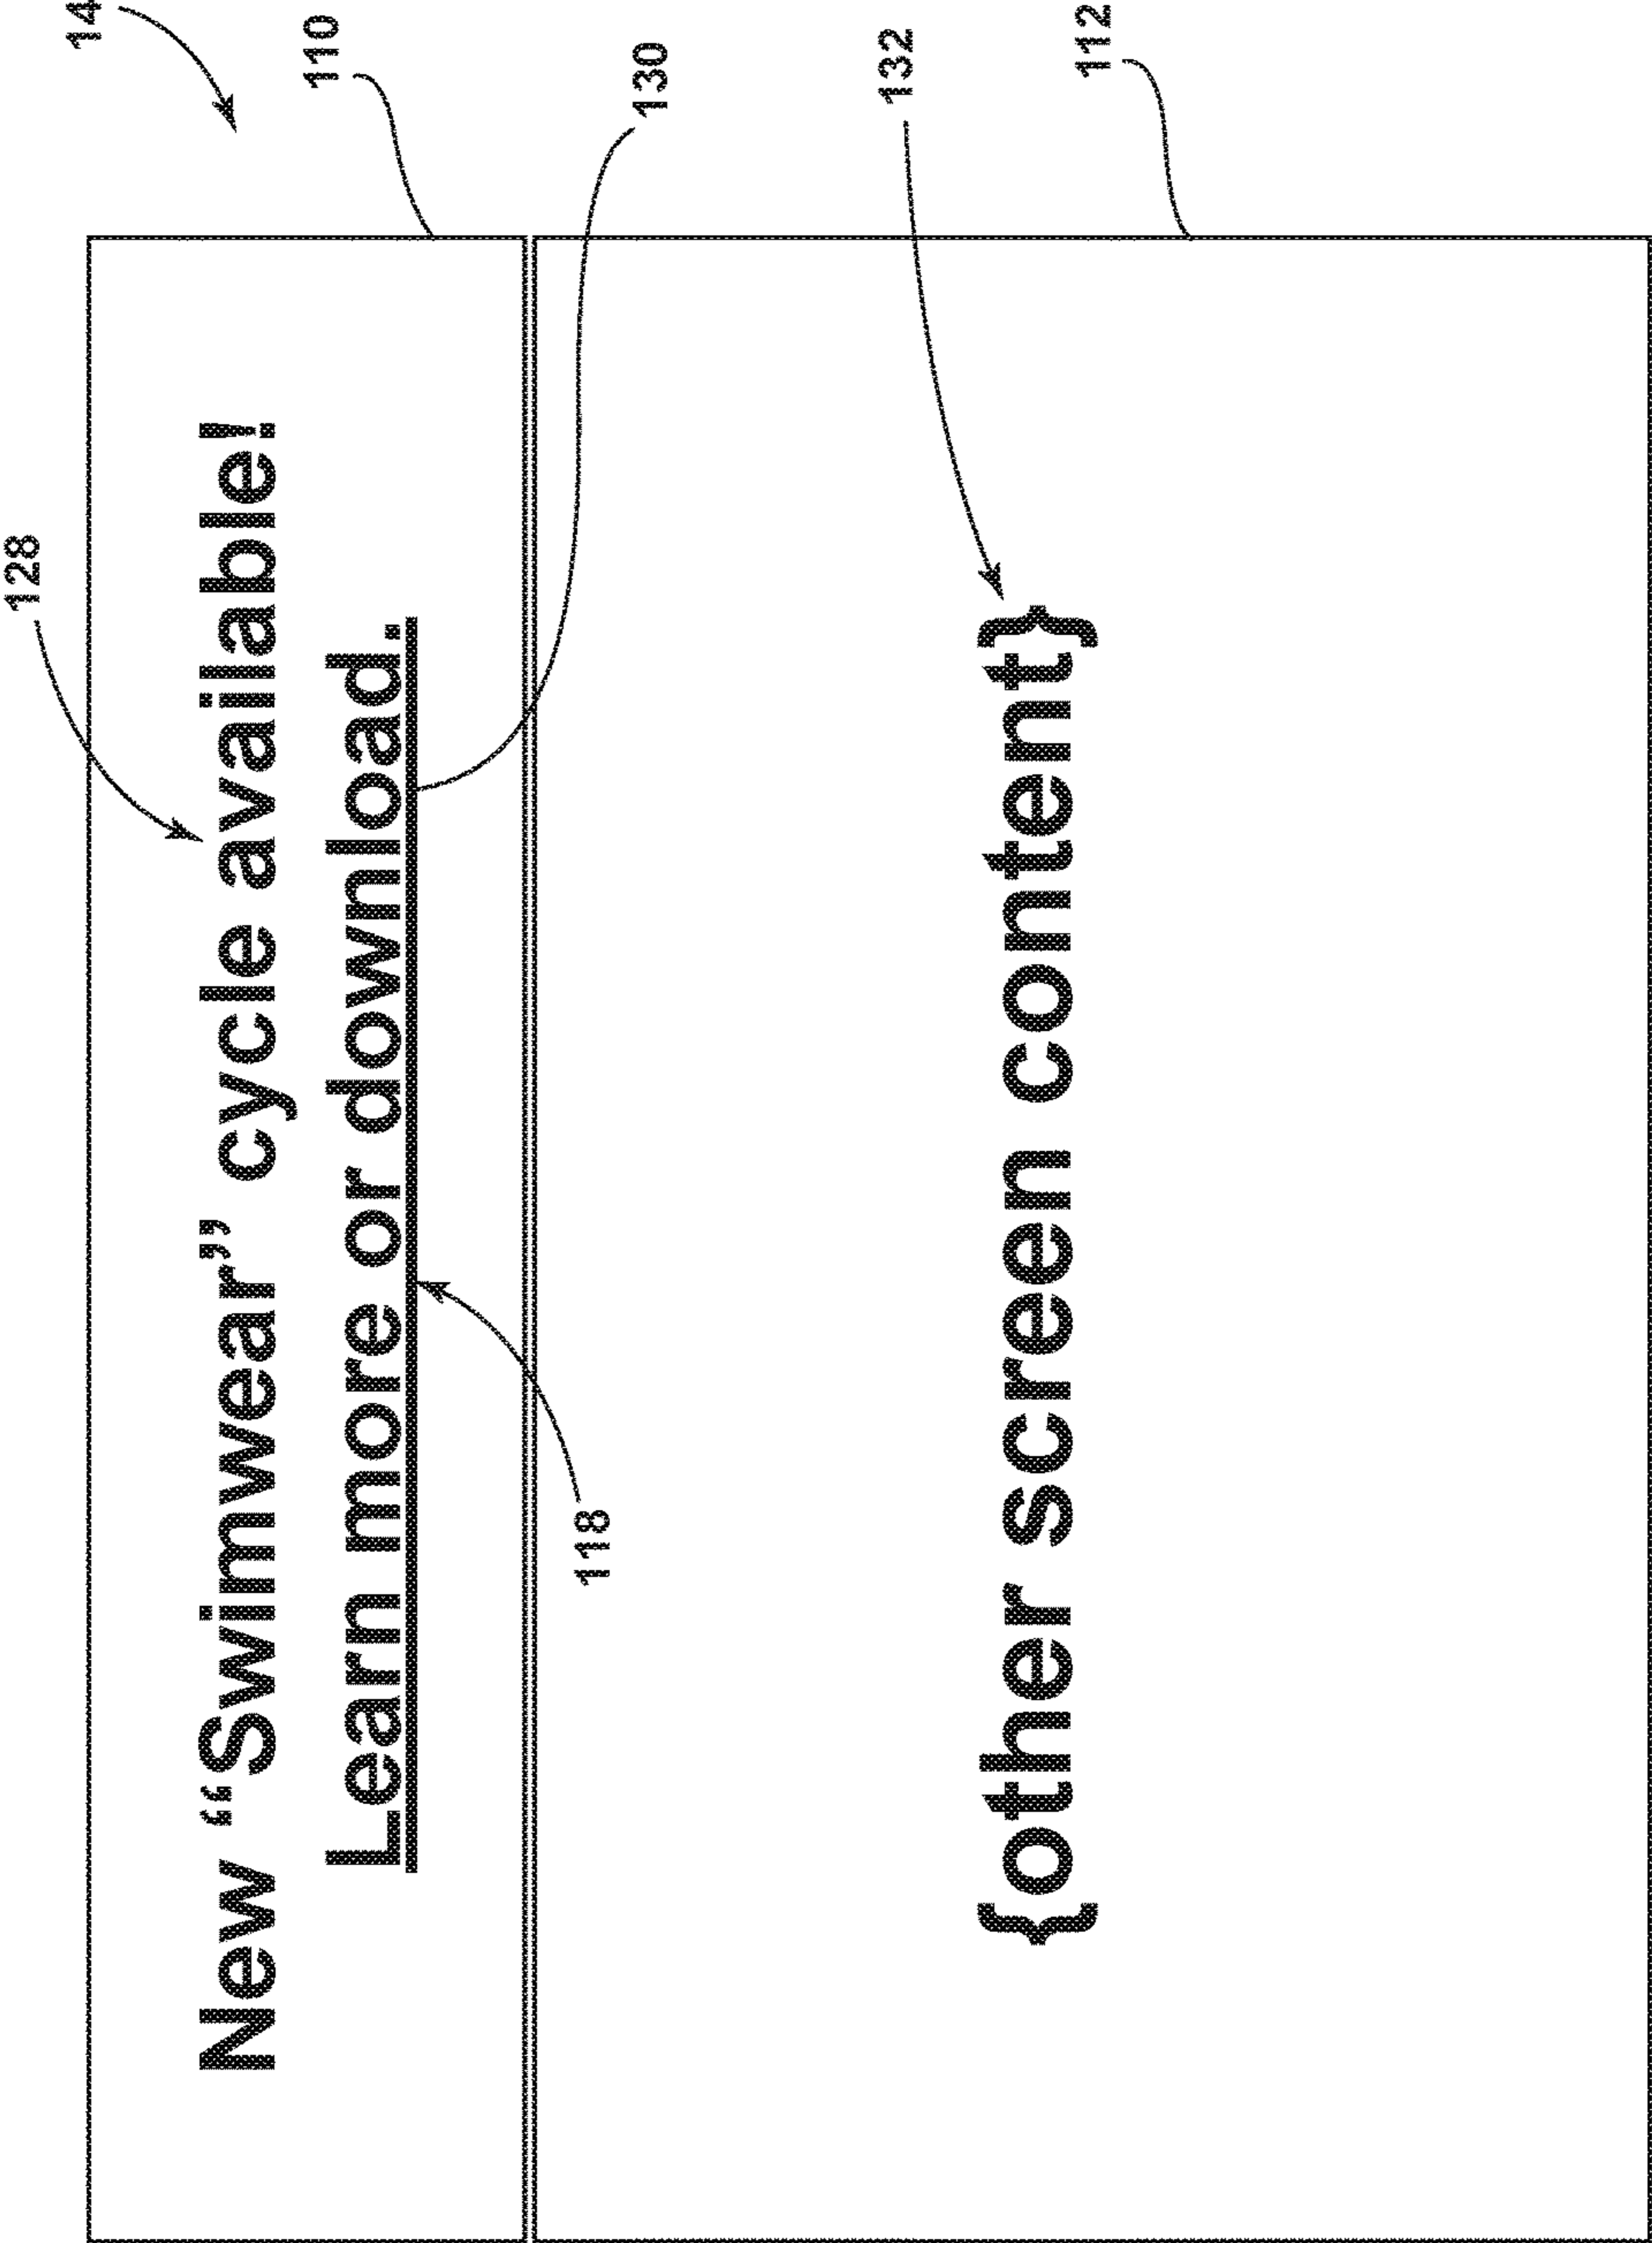 14
110
128
New “Swimwear” cycle available!
Learn more or download.
130
118
132
{other screen content}
112